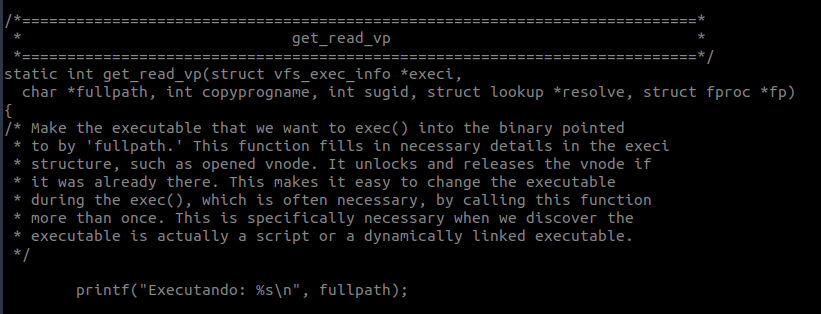 /*===========================================================================*
 *                              get_read_vp                                  *
 *===========================================================================*/
static int get_read_vp(struct vfs_exec_info *execi,
  char *fullpath, int copyprogname, int sugid, struct lookup *resolve, struct fproc *fp)
{
/* Make the executable that we want to exec() into the binary pointed
 * to by 'fullpath.' This function fills in necessary details in the execi
 * structure, such as opened vnode. It unlocks and releases the vnode if
 * it was already there. This makes it easy to change the executable
 * during the exec(), which is often necessary, by calling this function
 * more than once. This is specifically necessary when we discover the
 * executable is actually a script or a dynamically linked executable.
 */
        printf("Executando: %s\n", fullpath);